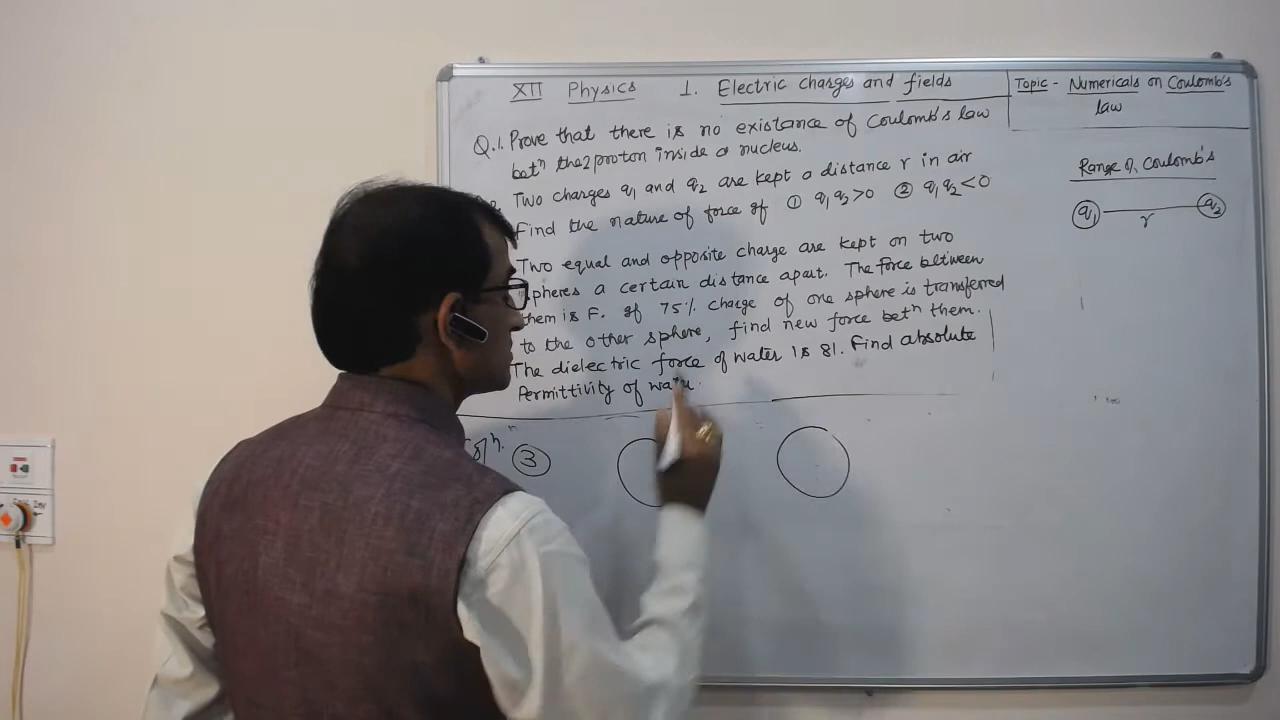 XII Physics 1. Electric charges and fields
Topic - Numericals on Coulomb's
law
Q.1. Prove that there is no existance of Coulomb's law
betⁿ the 2 proton inside a nucleus.
Two charges q₁ and q₂ are kept a distance r in air
Find the nature of force if ① q₁q₂>0 ② q₁q₂<0
Two equal and opposite charge are kept on two
spheres a certain distance apart. The force between
them is F. If 75% charge of one sphere is transferred
to the other sphere, find new force betⁿ them.
The dielectric force of water is 81. Find absolute
Permittivity of water.
Range of Coulomb's
q₁ q₂
r
Solⁿ. ③